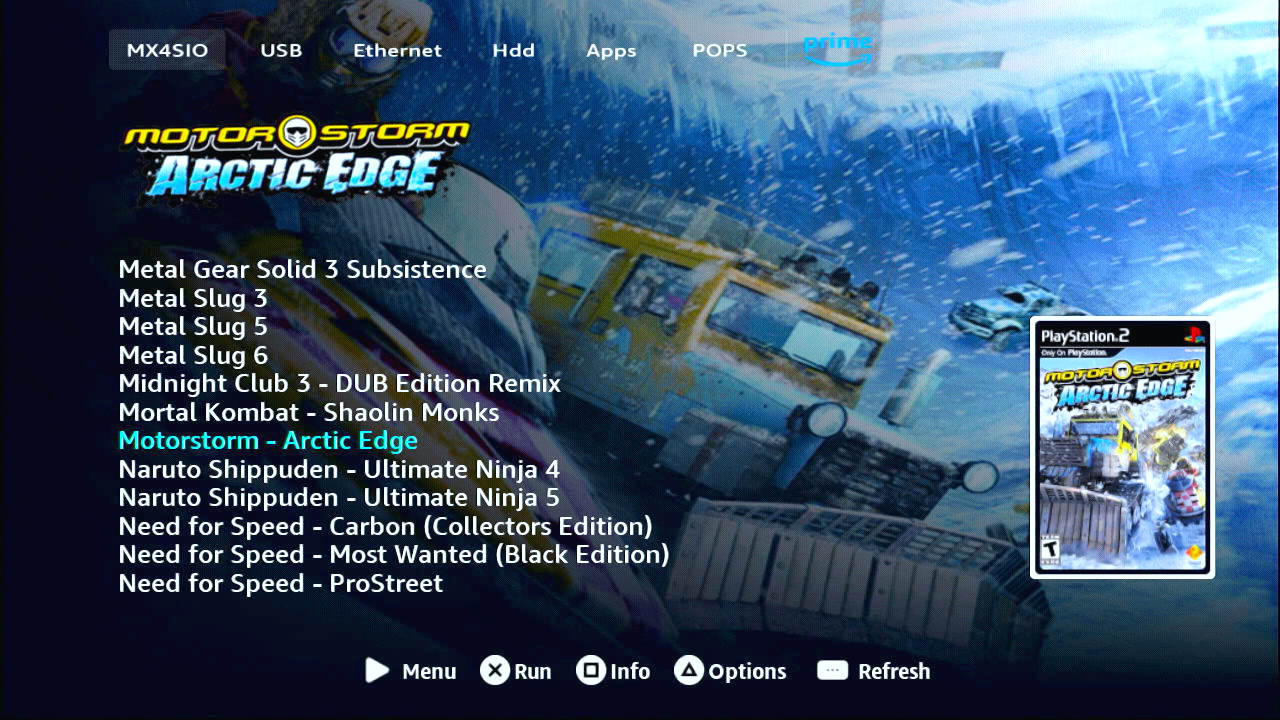 MX4SIO USB Ethernet Hdd Apps POPS prime
MOTORSTORM
ARCTIC EDGE
Metal Gear Solid 3 Subsistence
Metal Slug 3
Metal Slug 5
Metal Slug 6
Midnight Club 3 - DUB Edition Remix
Mortal Kombat - Shaolin Monks
Motorstorm - Arctic Edge
Naruto Shippuden - Ultimate Ninja 4
Naruto Shippuden - Ultimate Ninja 5
Need for Speed - Carbon (Collectors Edition)
Need for Speed - Most Wanted (Black Edition)
Need for Speed - ProStreet
PlayStation.2
Only On PlayStation.
MOTORSTORM
ARCTIC EDGE
T
Menu Run Info Options Refresh